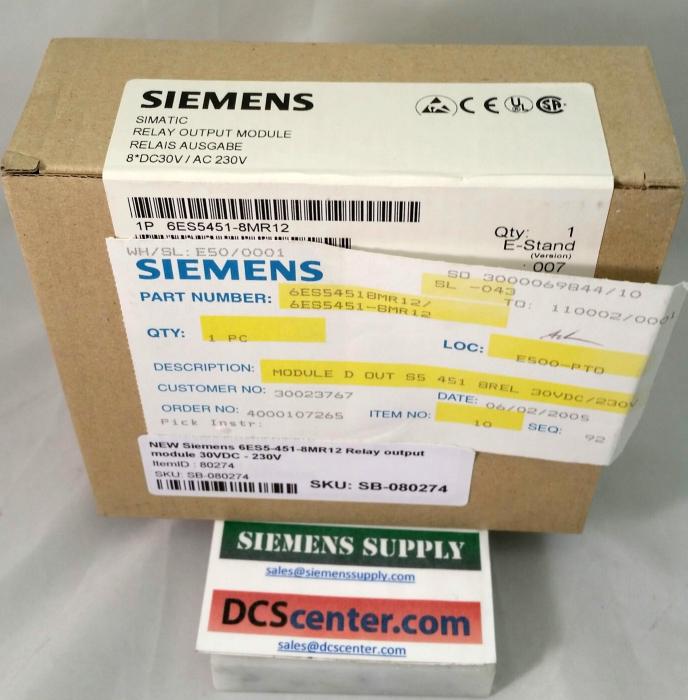 SIEMENS
SIMATIC
RELAY OUTPUT MODULE
RELAIS AUSGABE
8*DC30V / AC 230V
1P 6ES5451-8MR12
Qty: 1
E-Stand
(Version)
: 007
WH/SL: E50/0001
SIEMENS
SO 3000069844/10
SL -043
TO: 110002/0001
PART NUMBER: 6ES54518MR12/
6ES5451-8MR12
QTY: 1 PC
LOC: E500-PTO
DESCRIPTION: MODULE D OUT S5 451 8REL 30VDC/230V
CUSTOMER NO: 30023767
DATE: 06/02/2005
ORDER NO: 4000107265
ITEM NO: 10
SEQ: 92
Pick Instr:
NEW Siemens 6ES5-451-8MR12 Relay output
module 30VDC - 230V
ItemID : 80274
SKU: SB-080274
SKU: SB-080274
SIEMENS SUPPLY
sales@siemenssupply.com
DCScenter.com
sales@dcscenter.com